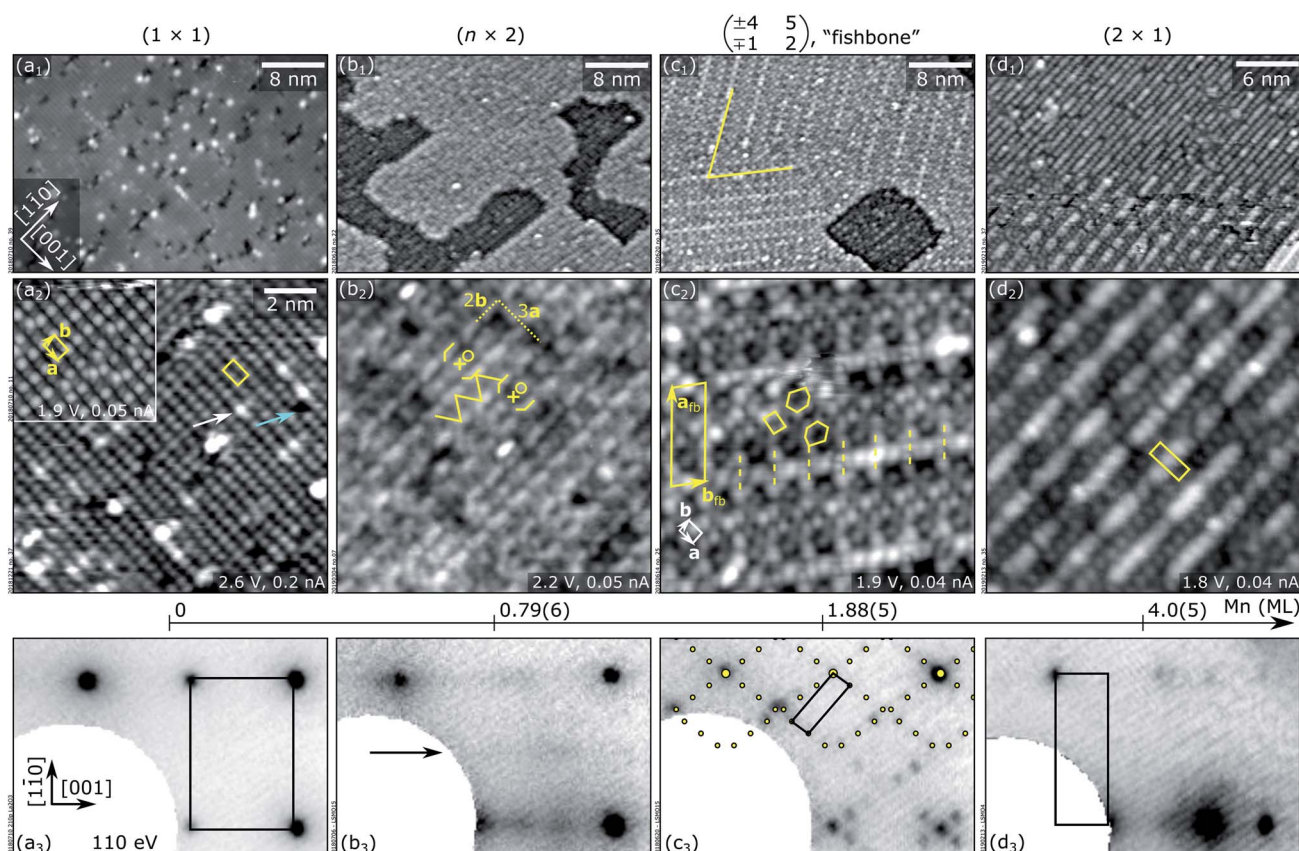 (1 × 1)
(n × 2)
(±4 5
∓1 2), “fishbone”
(2 × 1)
(a1)
8 nm
[11̅0]
[001]
(b1)
8 nm
(c1)
8 nm
(d1)
6 nm
(a2)
2 nm
b
a
1.9 V, 0.05 nA
2.6 V, 0.2 nA
(b2)
2b
3a
2.2 V, 0.05 nA
(c2)
afb
bfb
b
a
1.9 V, 0.04 nA
(d2)
1.8 V, 0.04 nA
0
0.79(6)
1.88(5)
4.0(5)
Mn (ML)
[11̅0]
[001]
(a3)
110 eV
(b3)
(c3)
(d3)